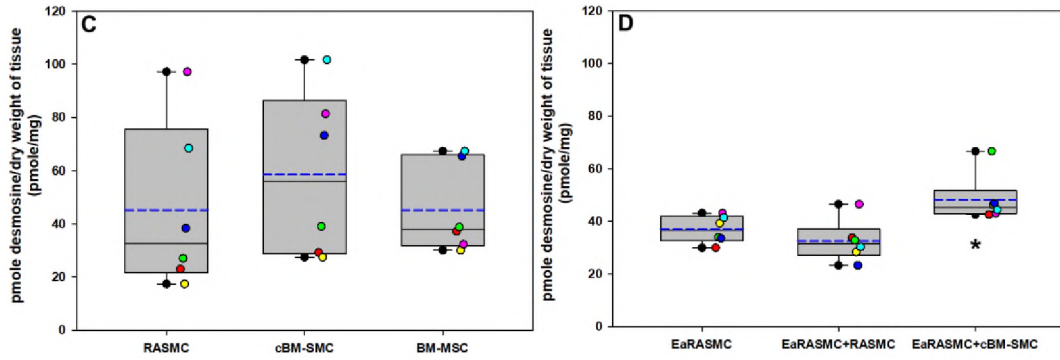 C
pmole desmosine/dry weight of tissue
(pmole/mg)
120
100
80
60
40
20
0
RASMC
cBM-SMC
BM-MSC
D
pmole desmosine/dry weight of tissue
(pmole/mg)
120
100
80
60
40
20
0
*
EaRASMC
EaRASMC+RASMC
EaRASMC+cBM-SMC